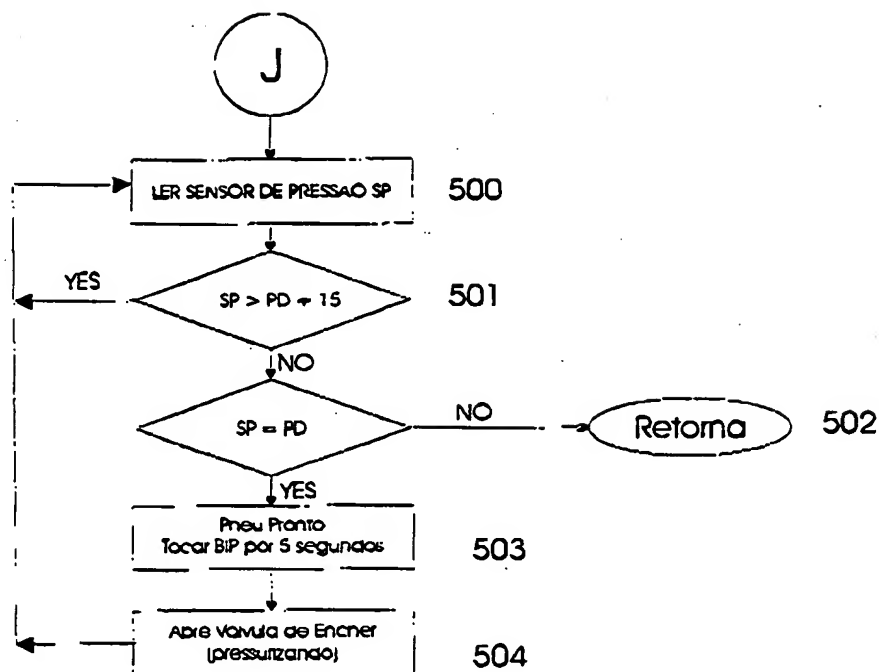 J
LER SENSOR DE PRESSAO SP 500
YES
SP > PD + 15 501
NO
SP = PD
NO
Retorna 502
YES
Pneu Pronto
Tocar BIP por 5 segundos 503
Abre Valvula de Encher
(pressurizando) 504